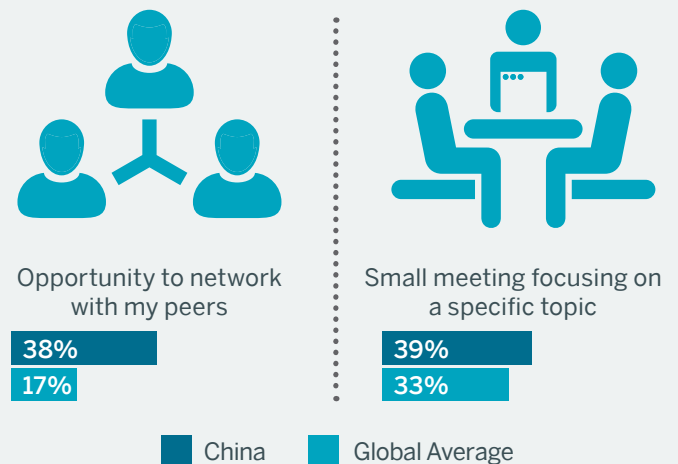 Opportunity to network
with my peers
38%
17%
Small meeting focusing on
a specific topic
39%
33%
China
Global Average